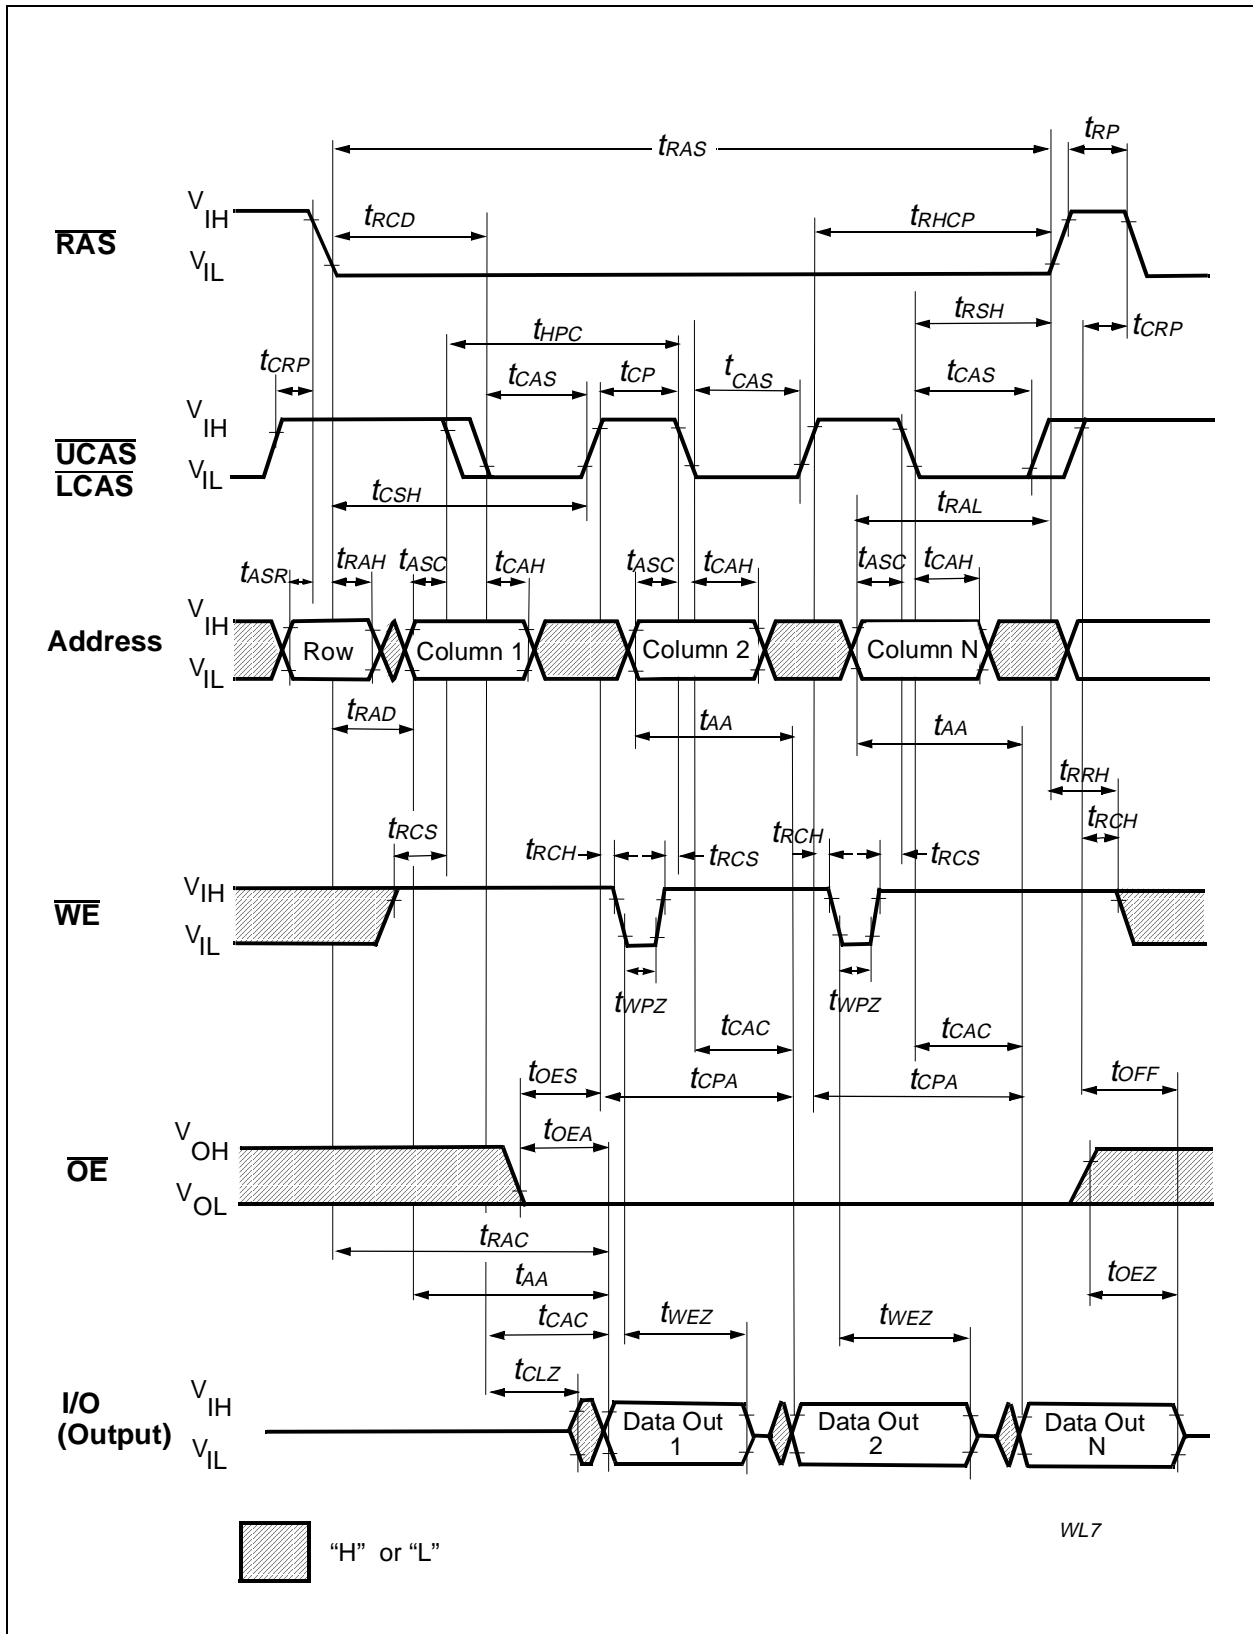 tRAS
tRP
VIH
RAS
VIL
tRCD
tRHCP
tHPC
tRSH
tCRP
tCRP
tCAS
tCP
tCAS
tCAS
VIH
UCAS
LCAS
VIL
tCSH
tRAL
tASR
tRAH
tASC
tCAH
tASC
tCAH
tASC
tCAH
VIH
Address
VIL
Row
Column 1
Column 2
Column N
tRAD
tAA
tAA
tRRH
tRCS
tRCH
tRCS
tRCH
tRCS
tRCH
VIH
WE
VIL
tWPZ
tWPZ
tCAC
tCAC
tOES
tCPA
tCPA
tOFF
tOEA
VOH
OE
VOL
tRAC
tAA
tOEZ
tCAC
tWEZ
tWEZ
tCLZ
I/O
(Output)
VIH
VIL
Data Out
1
Data Out
2
Data Out
N
WL7
“H” or “L”